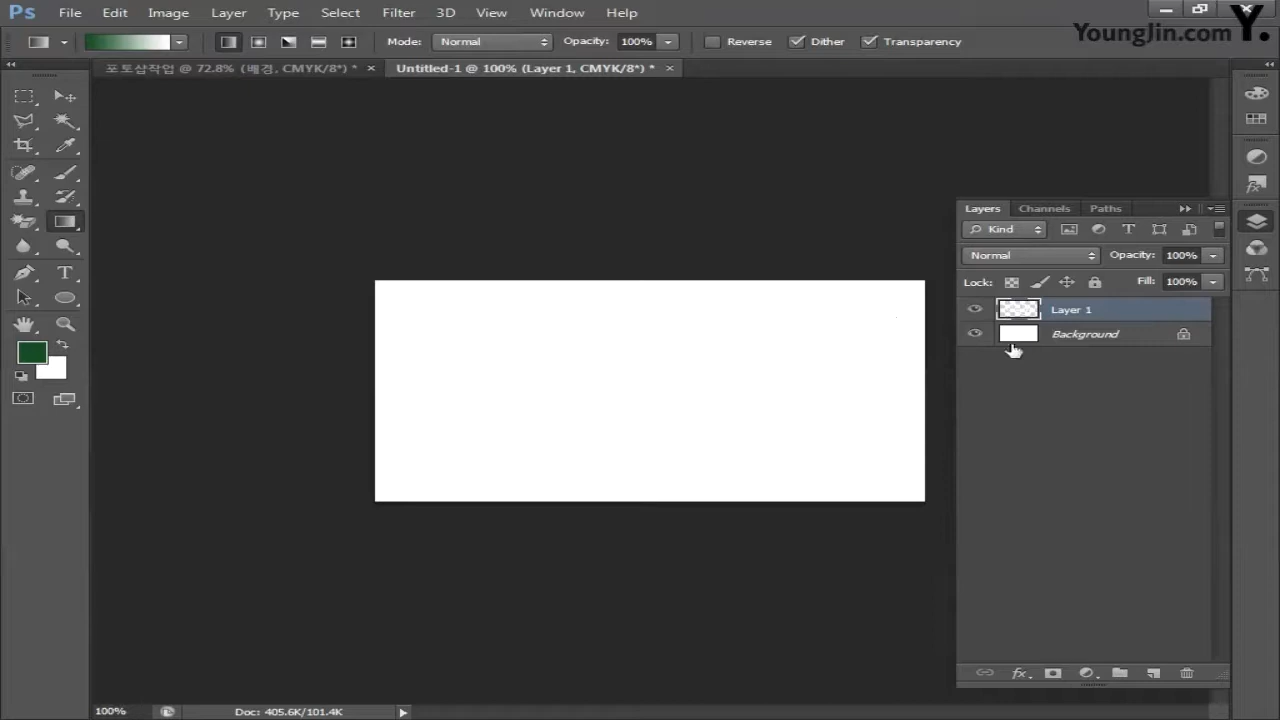 Ps File Edit Image Layer Type Select Filter 3D View Window Help
YoungJin.com Y.
Mode: Normal Opacity: 100% Reverse Dither Transparency
포토샵작업 @ 72.8% (배경, CMYK/8*) * × Untitled-1 @ 100% (Layer 1, CMYK/8*) * ×
Layers Channels Paths
Kind
Normal Opacity: 100%
Lock: Fill: 100%
Layer 1
Background
fx
100% Doc: 405.6K/101.4K